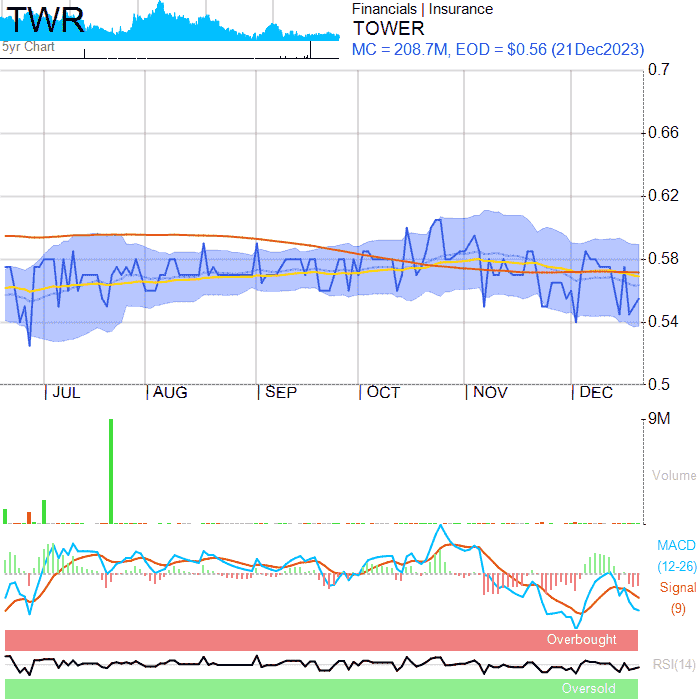 TWR
5yr Chart
Financials | Insurance
TOWER
MC = 208.7M, EOD = $0.56 (21Dec2023)
0.7
0.66
0.62
0.58
0.54
0.5
JUL
AUG
SEP
OCT
NOV
DEC
9M
Volume
MACD
(12-26)
Signal
(9)
Overbought
RSI(14)
Oversold